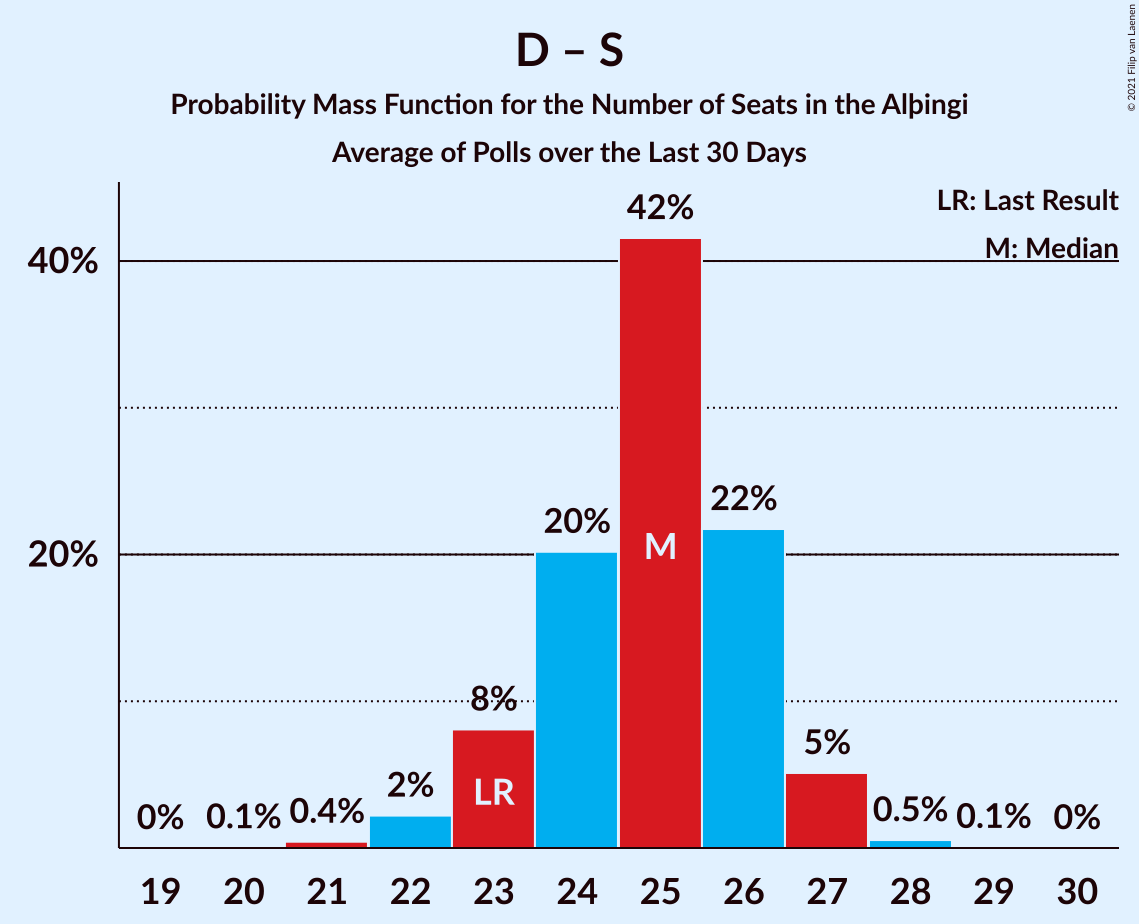 D – S
Probability Mass Function for the Number of Seats in the Alþingi
Average of Polls over the Last 30 Days
© 2021 Filip van Laenen
LR: Last Result
M: Median
40%
20%
0%
0.1%
0.4%
2%
8%
20%
42%
22%
5%
0.5%
0.1%
0%
LR
M
19 20 21 22 23 24 25 26 27 28 29 30